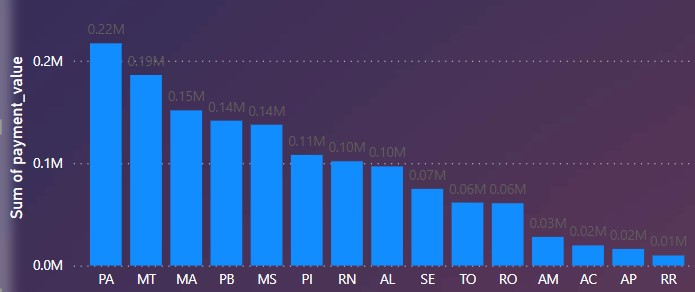 0.22M
0.2M
0.19M
0.15M
0.14M 0.14M
0.11M
0.10M 0.10M
0.1M
0.07M
0.06M 0.06M
0.03M
0.02M 0.02M 0.01M
0.0M
PA MT MA PB MS PI RN AL SE TO RO AM AC AP RR
Sum of payment_value